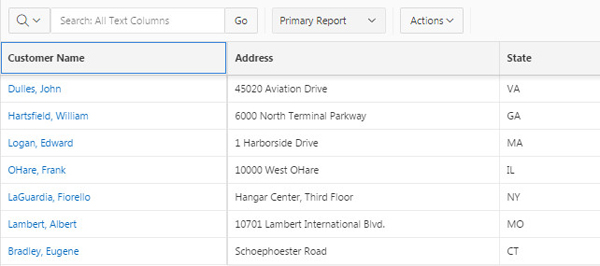 Search: All Text Columns Go Primary Report Actions
Customer Name Address State
Dulles, John 45020 Aviation Drive VA
Hartsfield, William 6000 North Terminal Parkway GA
Logan, Edward 1 Harborside Drive MA
OHare, Frank 10000 West OHare IL
LaGuardia, Fiorello Hangar Center, Third Floor NY
Lambert, Albert 10701 Lambert International Blvd. MO
Bradley, Eugene Schoephoester Road CT